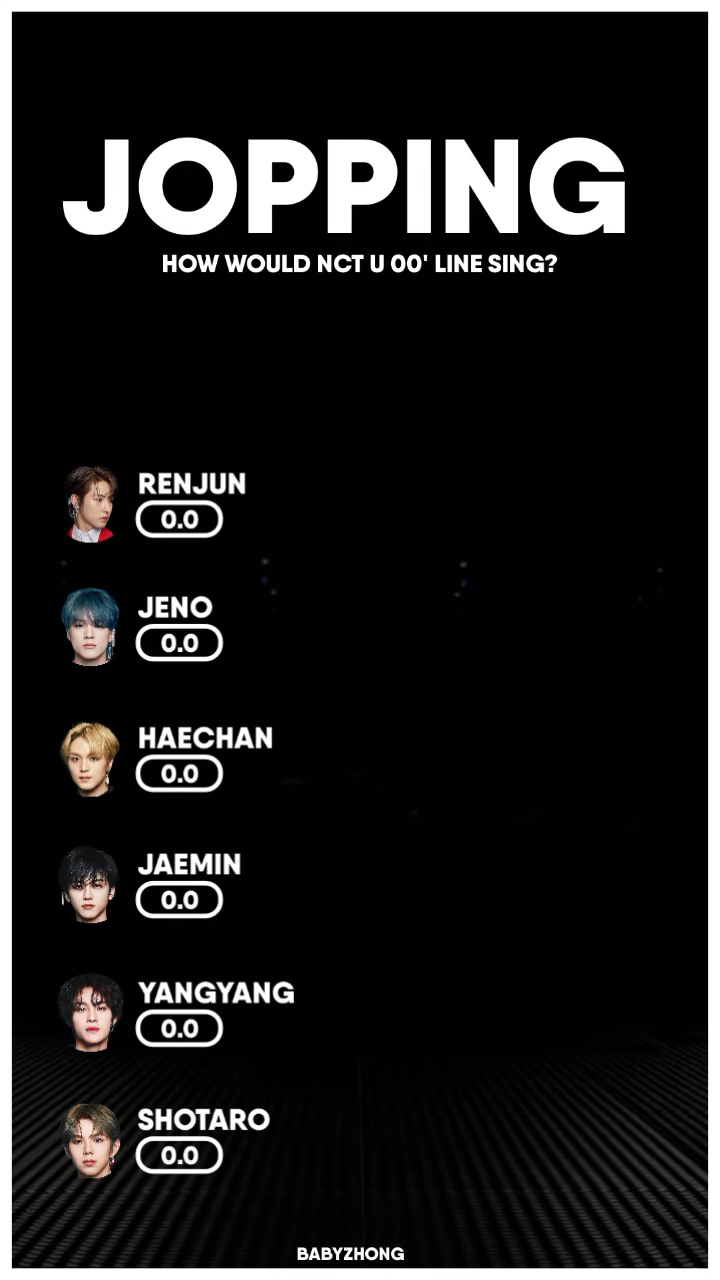 JOPPING
HOW WOULD NCT U 00' LINE SING?
RENJUN
0.0
JENO
0.0
HAECHAN
0.0
JAEMIN
0.0
YANGYANG
0.0
SHOTARO
0.0
BABYZHONG